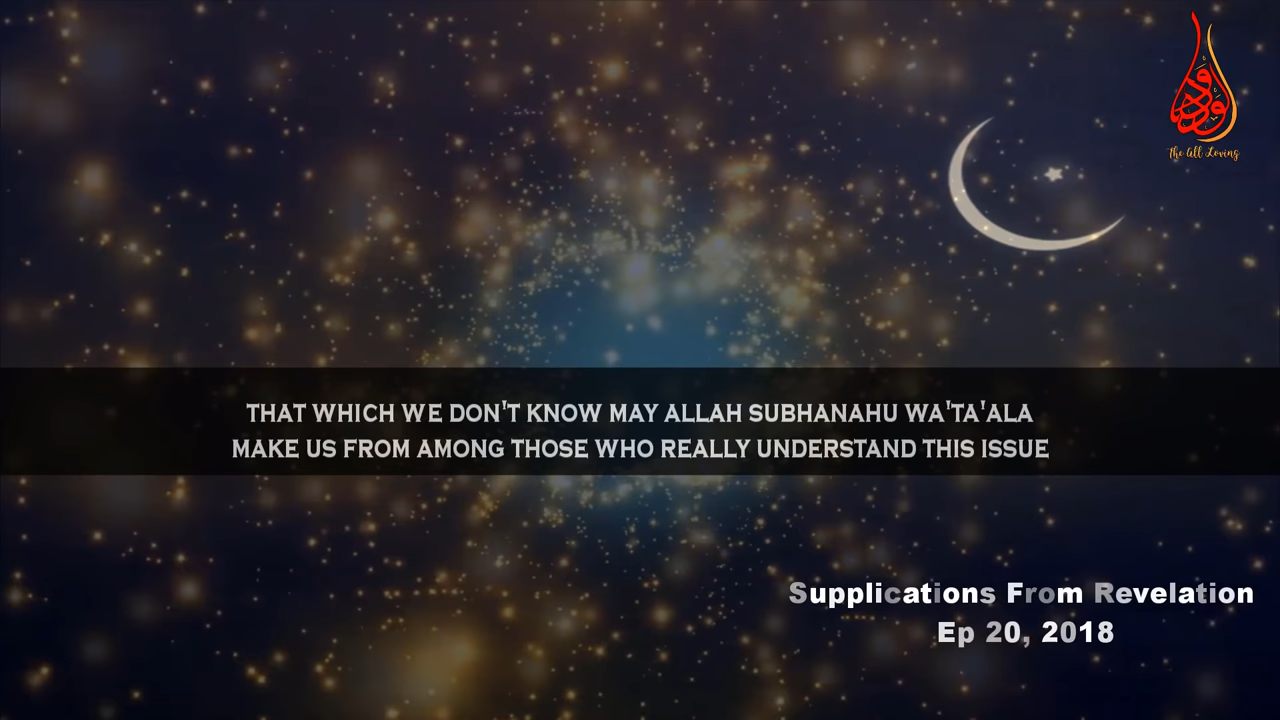 الودود
The All Loving
THAT WHICH WE DON'T KNOW MAY ALLAH SUBHANAHU WA'TA'ALA
MAKE US FROM AMONG THOSE WHO REALLY UNDERSTAND THIS ISSUE
Supplications From Revelation
Ep 20, 2018